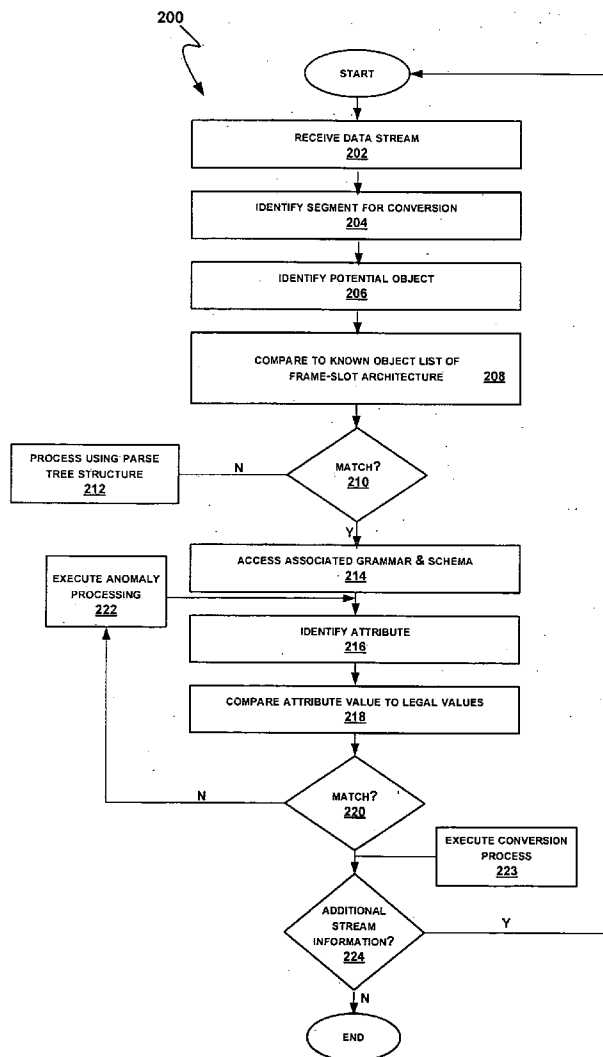 200
START
RECEIVE DATA STREAM
202
IDENTIFY SEGMENT FOR CONVERSION
204
IDENTIFY POTENTIAL OBJECT
206
COMPARE TO KNOWN OBJECT LIST OF
FRAME-SLOT ARCHITECTURE
208
PROCESS USING PARSE
TREE STRUCTURE
212
N
MATCH?
210
Y
ACCESS ASSOCIATED GRAMMAR & SCHEMA
214
EXECUTE ANOMALY
PROCESSING
222
IDENTIFY ATTRIBUTE
216
COMPARE ATTRIBUTE VALUE TO LEGAL VALUES
218
N
MATCH?
220
EXECUTE CONVERSION
PROCESS
223
ADDITIONAL
STREAM
INFORMATION?
224
Y
N
END